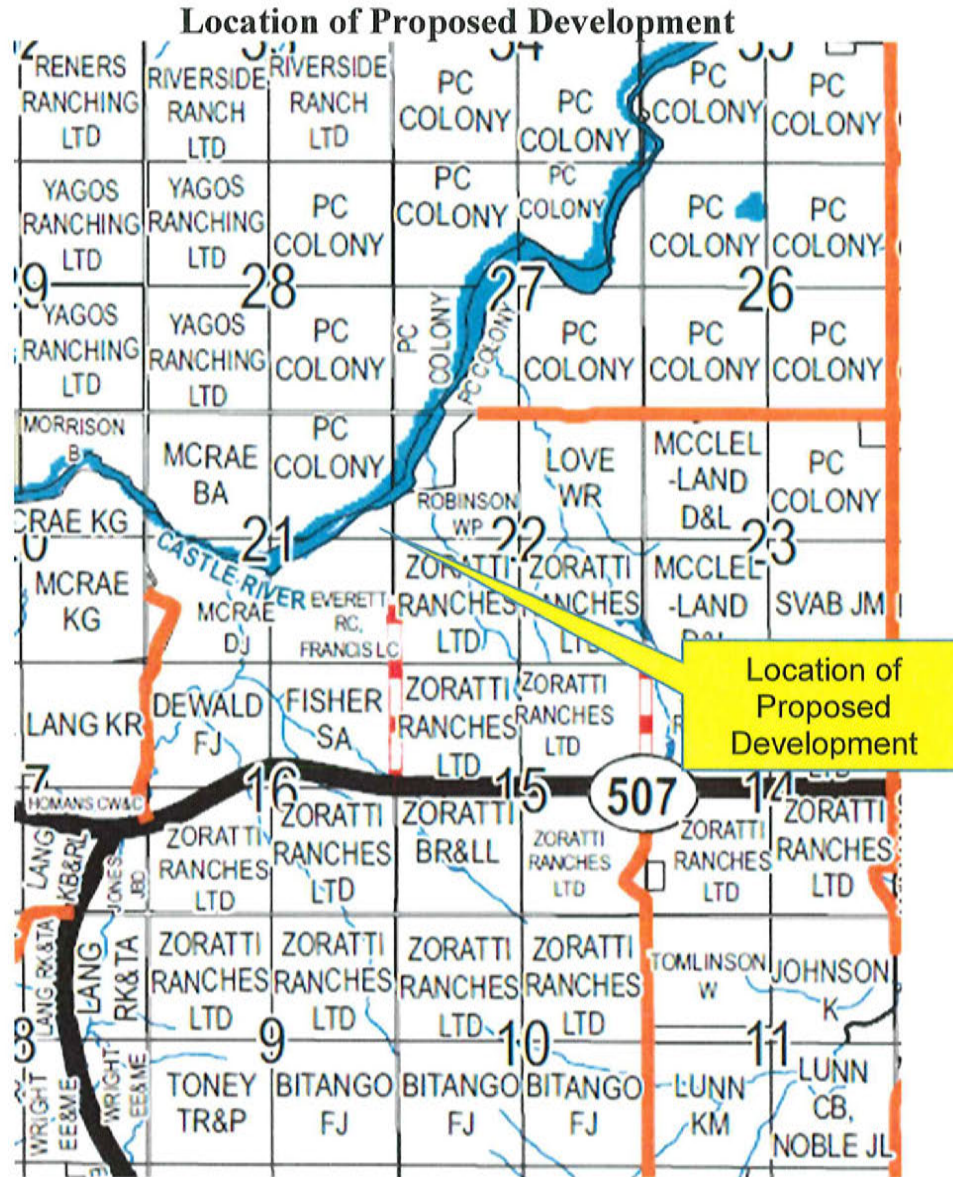 Location of Proposed Development
RENERS
RANCHING
LTD
RIVERSIDE
RANCH
LTD
RIVERSIDE
RANCH
LTD
PC
COLONY
PC
COLONY
PC
COLONY
PC
COLONY
YAGOS
RANCHING
LTD
YAGOS
RANCHING
LTD
PC
COLONY
PC
COLONY
PC
COLONY
PC
COLONY
PC
COLONY
28
27
26
YAGOS
RANCHING
LTD
YAGOS
RANCHING
LTD
PC
COLONY
PC
COLONY
PC COLONY
PC
COLONY
PC
COLONY
PC
COLONY
MORRISON
B
MCRAE
BA
PC
COLONY
ROBINSON
WP
LOVE
WR
MCCLEL
-LAND
D&L
PC
COLONY
CRAE KG
21
22
23
CASTLE RIVER
MCRAE
KG
MCRAE
DJ
EVERETT
RC,
FRANCIS LC
ZORATTI
RANCHES
LTD
ZORATTI
RANCHES
MCCLEL
-LAND
SVAB JM
Location of
Proposed
Development
LANG KR
DEWALD
FJ
FISHER
SA
ZORATTI
RANCHES
LTD
ZORATTI
RANCHES
LTD
16
15
507
14
HOMANS CW&C
LANG
KB&RL
JONES
JBD
ZORATTI
RANCHES
LTD
ZORATTI
RANCHES
LTD
ZORATTI
BR&LL
ZORATTI
RANCHES
LTD
ZORATTI
RANCHES
LTD
ZORATTI
RANCHES
LTD
LANG RK&TA
LANG
RK&TA
ZORATTI
RANCHES
LTD
ZORATTI
RANCHES
LTD
ZORATTI
RANCHES
LTD
ZORATTI
RANCHES
LTD
TOMLINSON
W
JOHNSON
K
8
9
10
11
WRIGHT
EE&ME
WRIGHT
EE&ME
TONEY
TR&P
BITANGO
FJ
BITANGO
FJ
BITANGO
FJ
LUNN
KM
LUNN
CB,
NOBLE JL